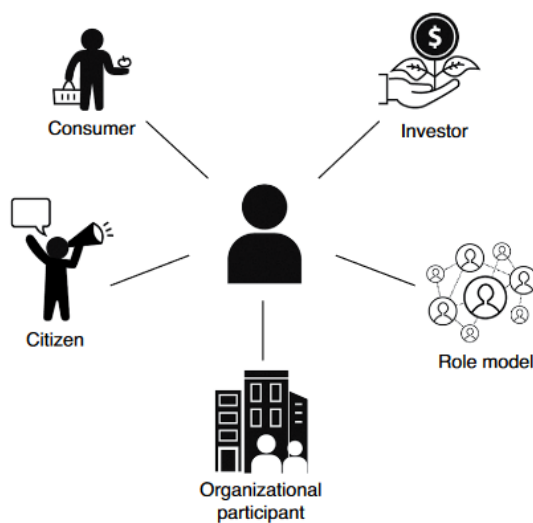 Consumer
Investor
Citizen
Role model
Organizational
participant
$